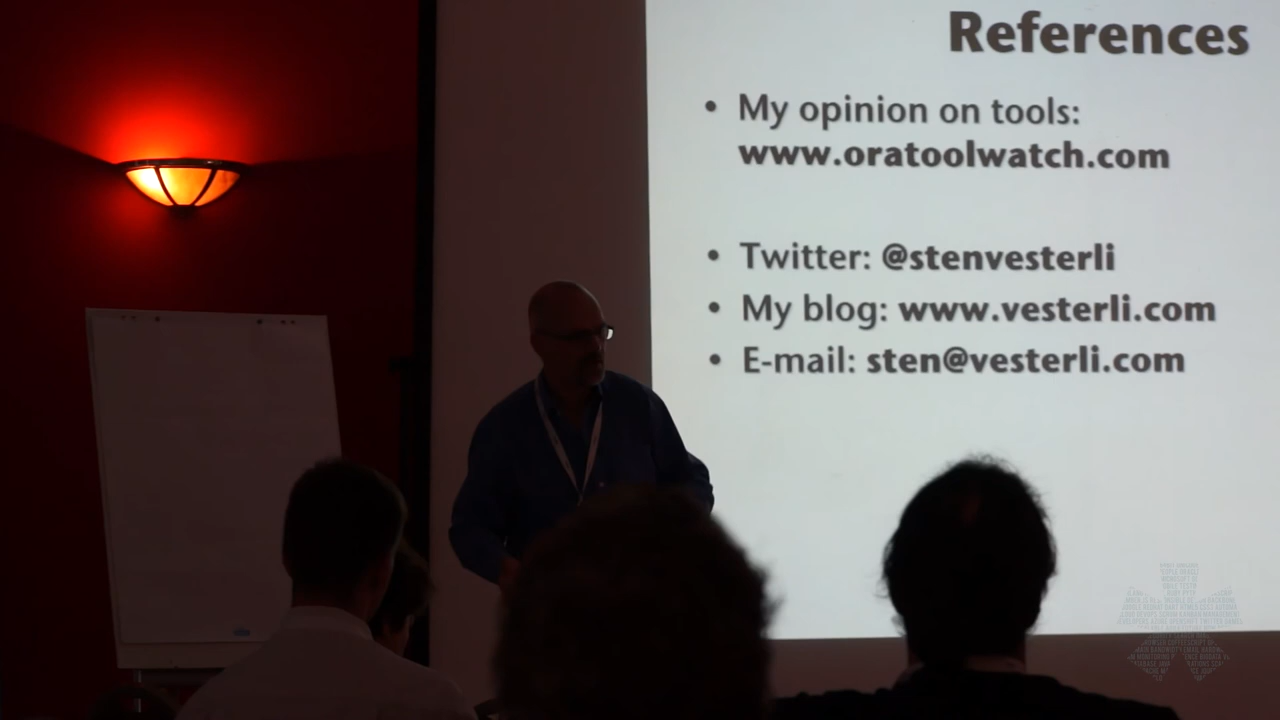 References
• My opinion on tools:
www.oratoolwatch.com
• Twitter: @stenvesterli
• My blog: www.vesterli.com
• E-mail: sten@vesterli.com